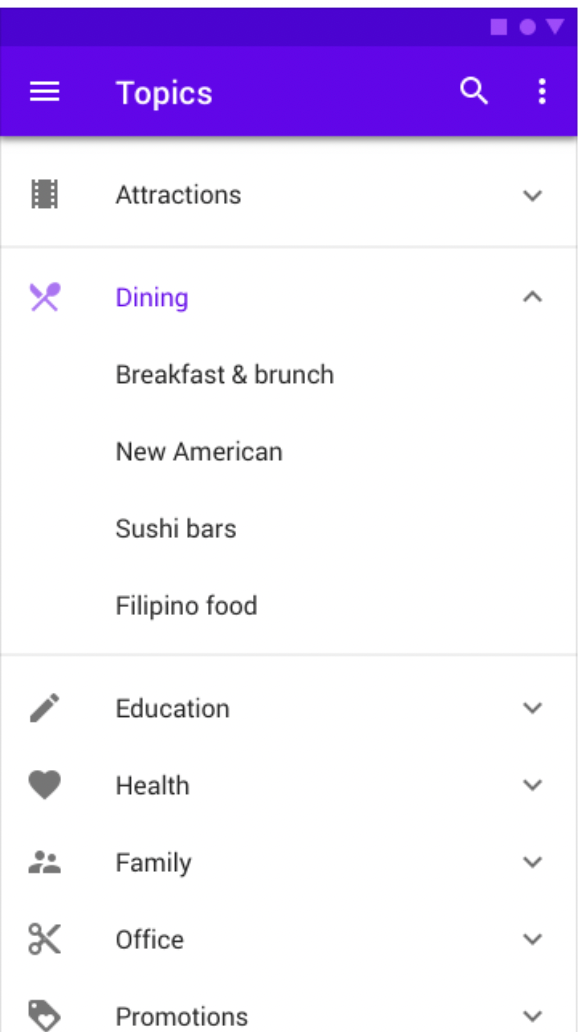 Topics
Attractions
Dining
Breakfast & brunch
New American
Sushi bars
Filipino food
Education
Health
Family
Office
Promotions